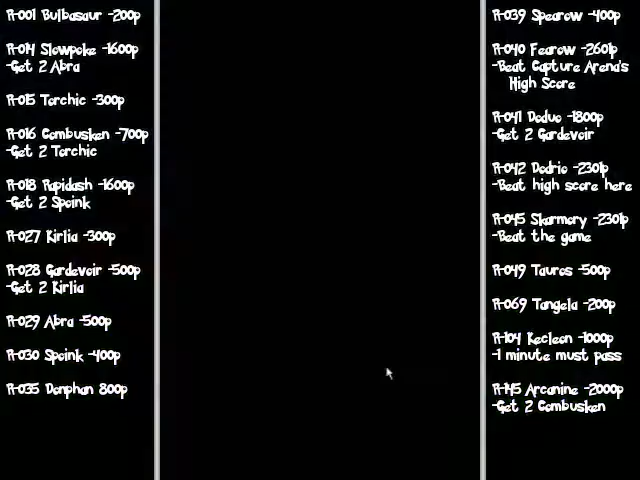 R-001 Bulbasaur -200p
R-014 Slowpoke -1600p
-Get 2 Abra
R-015 Torchic -300p
R-016 Combusken -700p
-Get 2 Torchic
R-018 Rapidash -1600p
-Get 2 Spoink
R-027 Kirlia -300p
R-028 Gardevoir -500p
-Get 2 Kirlia
R-029 Abra -500p
R-030 Spoink -400p
R-035 Donphan 800p
R-039 Spearow -400p
R-040 Fearow -2601p
-Beat Capture Arena's
High Score
R-041 Doduo -1800p
-Get 2 Gardevoir
R-042 Dodrio -2301p
-Beat high score here
R-045 Skarmory -2301p
-Beat the game
R-049 Tauros -500p
R-069 Tangela -200p
R-104 Kecleon -1000p
-1 minute must pass
R-145 Arcanine -2000p
-Get 2 Combusken